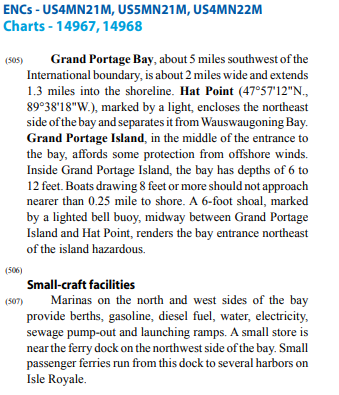 ENCs - US4MN21M, US5MN21M, US4MN22M
Charts - 14967, 14968
(505) Grand Portage Bay, about 5 miles southwest of the
International boundary, is about 2 miles wide and extends
1.3 miles into the shoreline. Hat Point (47°57'12"N.,
89°38'18"W.), marked by a light, encloses the northeast
side of the bay and separates it from Wauswaugoning Bay.
Grand Portage Island, in the middle of the entrance to
the bay, affords some protection from offshore winds.
Inside Grand Portage Island, the bay has depths of 6 to
12 feet. Boats drawing 8 feet or more should not approach
nearer than 0.25 mile to shore. A 6-foot shoal, marked
by a lighted bell buoy, midway between Grand Portage
Island and Hat Point, renders the bay entrance northeast
of the island hazardous.
(506)
Small-craft facilities
(507) Marinas on the north and west sides of the bay
provide berths, gasoline, diesel fuel, water, electricity,
sewage pump-out and launching ramps. A small store is
near the ferry dock on the northwest side of the bay. Small
passenger ferries run from this dock to several harbors on
Isle Royale.